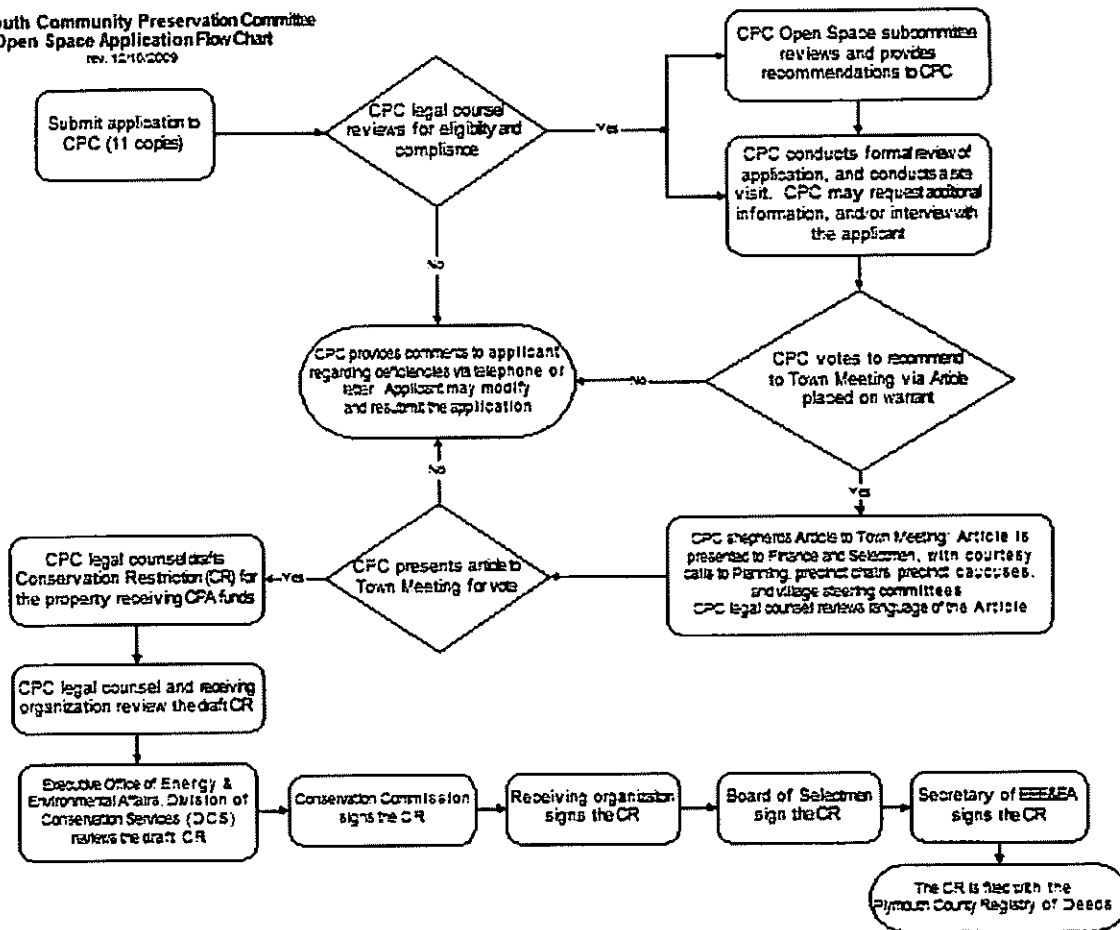 outh Community Preservation Committee
Open Space Application Flow Chart
rev. 12/10/2009
Submit application to
CPC (11 copies)
CPC legal counsel
reviews for eligibility and
compliance
Yes
CPC Open Space subcommittee
reviews and provides
recommendations to CPC
CPC conducts formal review of
application, and conducts a site
visit. CPC may request additional
information, and/or interview with
the applicant
No
CPC provides comments to applicant
regarding deficiencies via telephone or
letter. Applicant may modify
and resubmit the application
No
CPC votes to recommend
to Town Meeting via Article
placed on warrant
No
Yes
CPC legal counsel drafts
Conservation Restriction (CR) for
the property receiving CPA funds
Yes
CPC presents article to
Town Meeting for vote
CPC shepherds Article to Town Meeting: Article is
presented to Finance and Selectmen, with courtesy
calls to Planning, precinct chairs, precinct caucuses,
and village steering committees
CPC legal counsel reviews language of the Article
CPC legal counsel and receiving
organization review the draft CR
Executive Office of Energy &
Environmental Affairs, Division of
Conservation Services (DCS)
reviews the draft CR
Conservation Commission
signs the CR
Receiving organization
signs the CR
Board of Selectmen
sign the CR
Secretary of
signs the CR
The CR is filed with the
Plymouth County Registry of Deeds